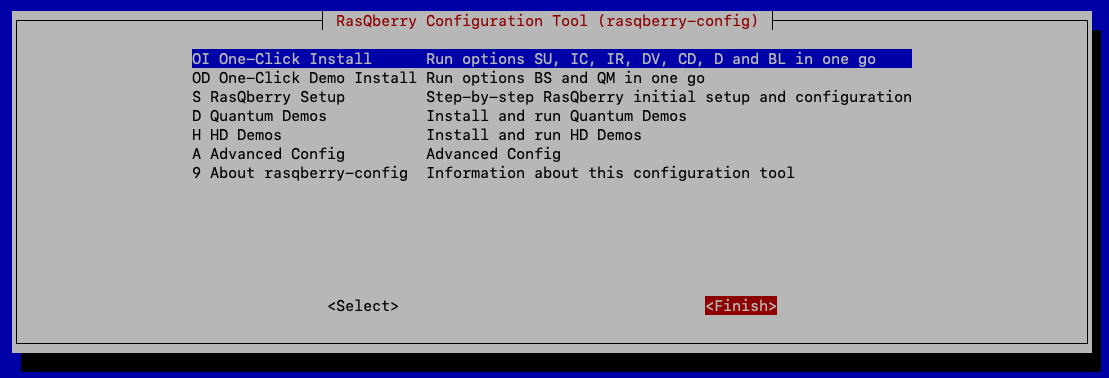 RasQberry Configuration Tool (rasqberry-config)
OI One-Click Install Run options SU, IC, IR, DV, CD, D and BL in one go
OD One-Click Demo Install Run options BS and QM in one go
S RasQberry Setup Step-by-step RasQberry initial setup and configuration
D Quantum Demos Install and run Quantum Demos
H HD Demos Install and run HD Demos
A Advanced Config Advanced Config
9 About rasqberry-config Information about this configuration tool
<Select> <Finish>